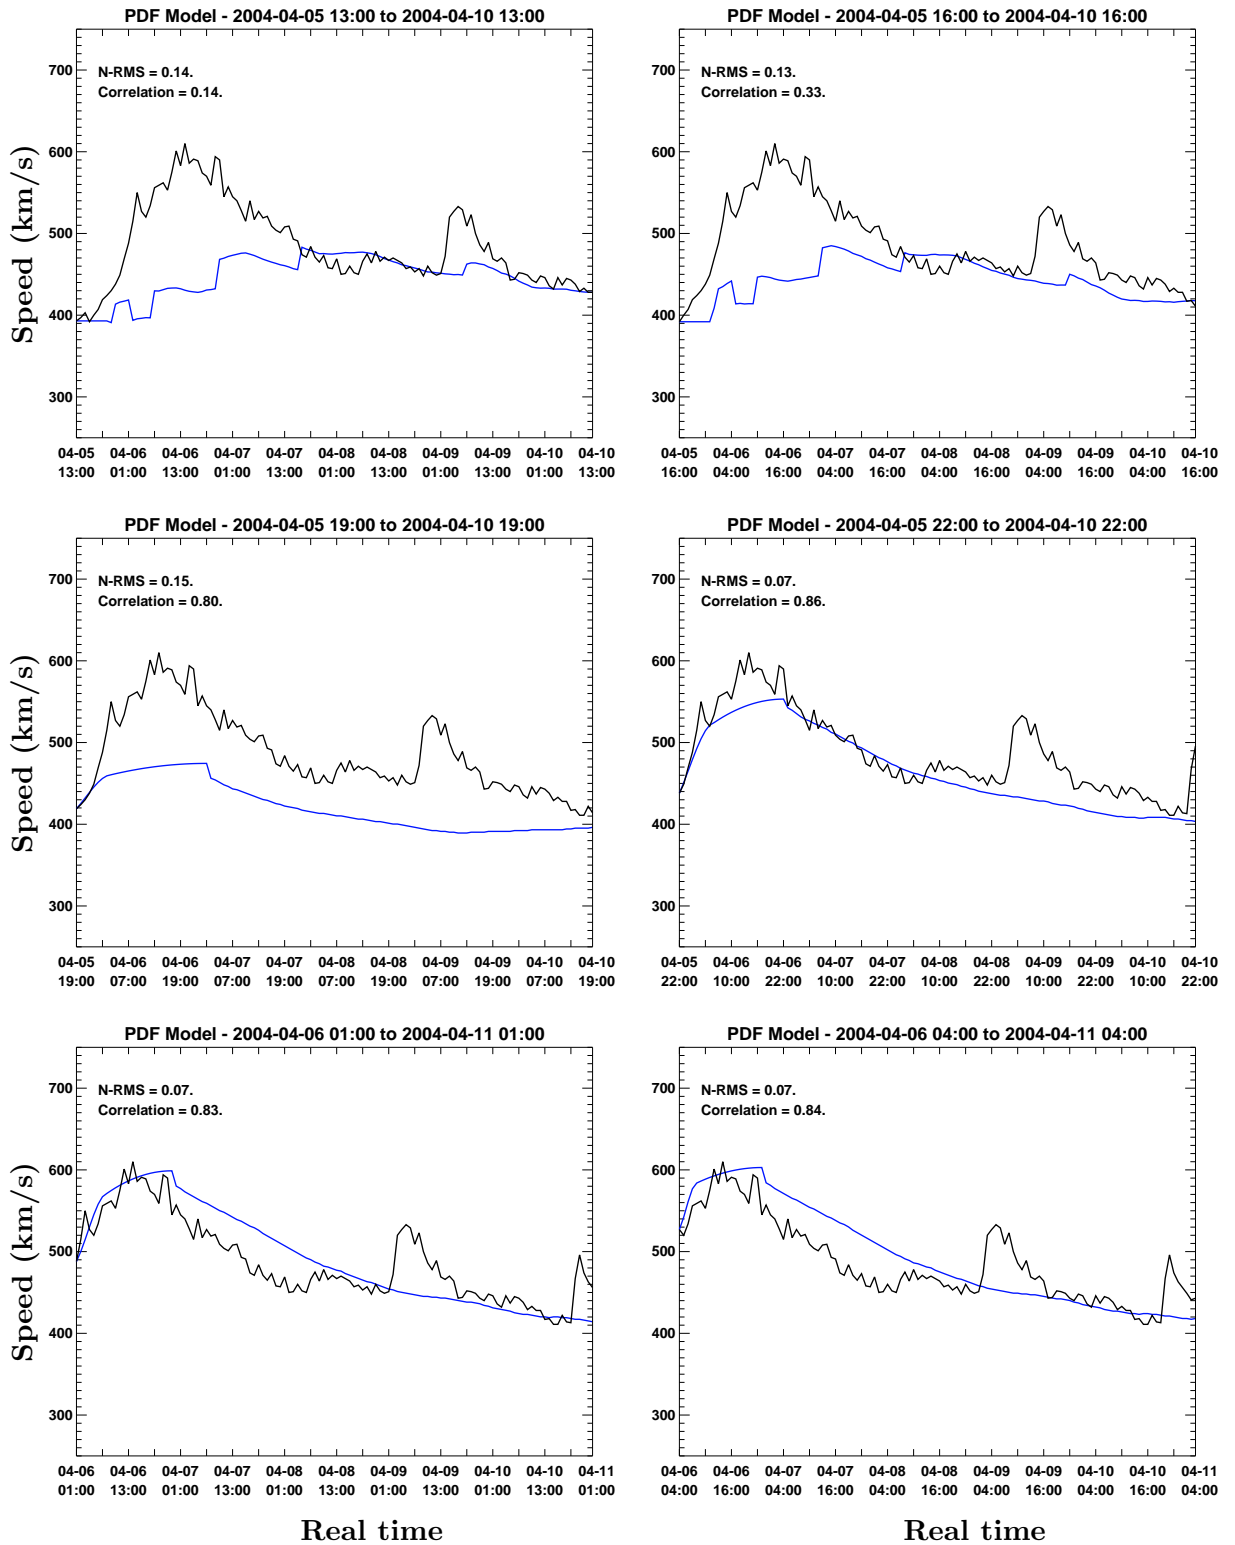 PDF Model - 2004-04-05 13:00 to 2004-04-10 13:00
N-RMS = 0.14.
Correlation = 0.14.
700
600
500
400
300
Speed (km/s)
04-05 04-06 04-06 04-07 04-07 04-08 04-08 04-09 04-09 04-10 04-10
13:00 01:00 13:00 01:00 13:00 01:00 13:00 01:00 13:00 01:00 13:00
PDF Model - 2004-04-05 16:00 to 2004-04-10 16:00
N-RMS = 0.13.
Correlation = 0.33.
700
600
500
400
300
04-05 04-06 04-06 04-07 04-07 04-08 04-08 04-09 04-09 04-10 04-10
16:00 04:00 16:00 04:00 16:00 04:00 16:00 04:00 16:00 04:00 16:00
PDF Model - 2004-04-05 19:00 to 2004-04-10 19:00
N-RMS = 0.15.
Correlation = 0.80.
700
600
500
400
300
Speed (km/s)
04-05 04-06 04-06 04-07 04-07 04-08 04-08 04-09 04-09 04-10 04-10
19:00 07:00 19:00 07:00 19:00 07:00 19:00 07:00 19:00 07:00 19:00
PDF Model - 2004-04-05 22:00 to 2004-04-10 22:00
N-RMS = 0.07.
Correlation = 0.86.
700
600
500
400
300
04-05 04-06 04-06 04-07 04-07 04-08 04-08 04-09 04-09 04-10 04-10
22:00 10:00 22:00 10:00 22:00 10:00 22:00 10:00 22:00 10:00 22:00
PDF Model - 2004-04-06 01:00 to 2004-04-11 01:00
N-RMS = 0.07.
Correlation = 0.83.
700
600
500
400
300
Speed (km/s)
04-06 04-06 04-07 04-07 04-08 04-08 04-09 04-09 04-10 04-10 04-11
01:00 13:00 01:00 13:00 01:00 13:00 01:00 13:00 01:00 13:00 01:00
Real time
PDF Model - 2004-04-06 04:00 to 2004-04-11 04:00
N-RMS = 0.07.
Correlation = 0.84.
700
600
500
400
300
04-06 04-06 04-07 04-07 04-08 04-08 04-09 04-09 04-10 04-10 04-11
04:00 16:00 04:00 16:00 04:00 16:00 04:00 16:00 04:00 16:00 04:00
Real time